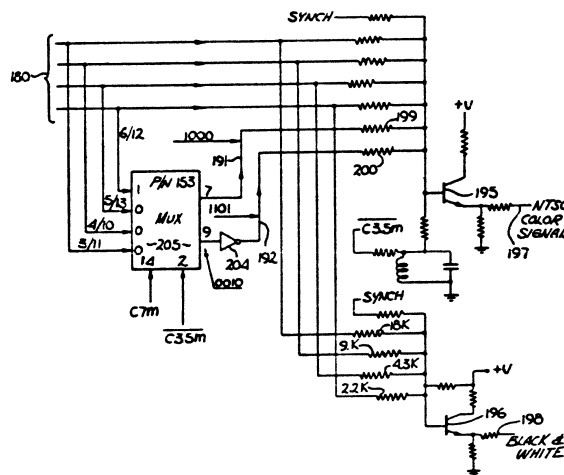 SYNCH
180
+V
6/12
1000
199
191
200
195
5/13
4/10
3/11
1
0
0
0
P/N 153
MUX
~205~
7
9
1101
204
192
0010
14
2
C7m
C3.5m
C3.5m
NTSC
COLOR
SIGNAL
197
SYNCH
18K
9.K
4.3K
2.2K
+V
196
198
BLACK &
WHITE